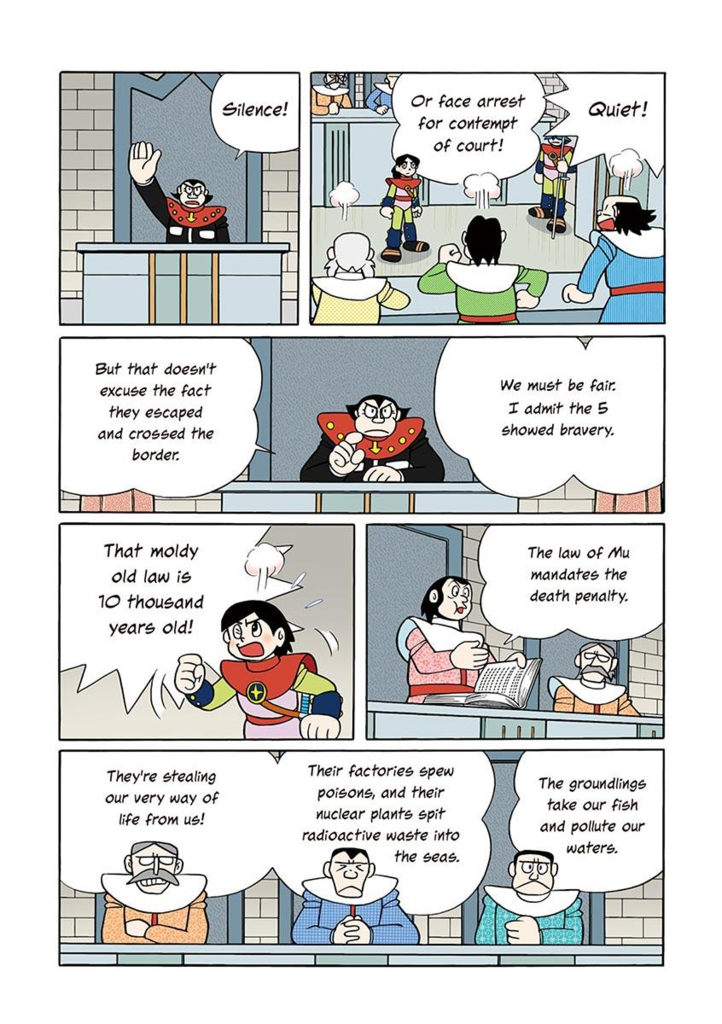 Quiet!
Or face arrest
for contempt
of court!
Silence!
We must be fair.
I admit the 5
showed bravery.
But that doesn't
excuse the fact
they escaped
and crossed the
border.
The law of Mu
mandates the
death penalty.
That moldy
old law is
10 thousand
years old!
The groundlings
take our fish
and pollute our
waters.
Their factories spew
poisons, and their
nuclear plants spit
radioactive waste into
the seas.
They're stealing
our very way of
life from us!